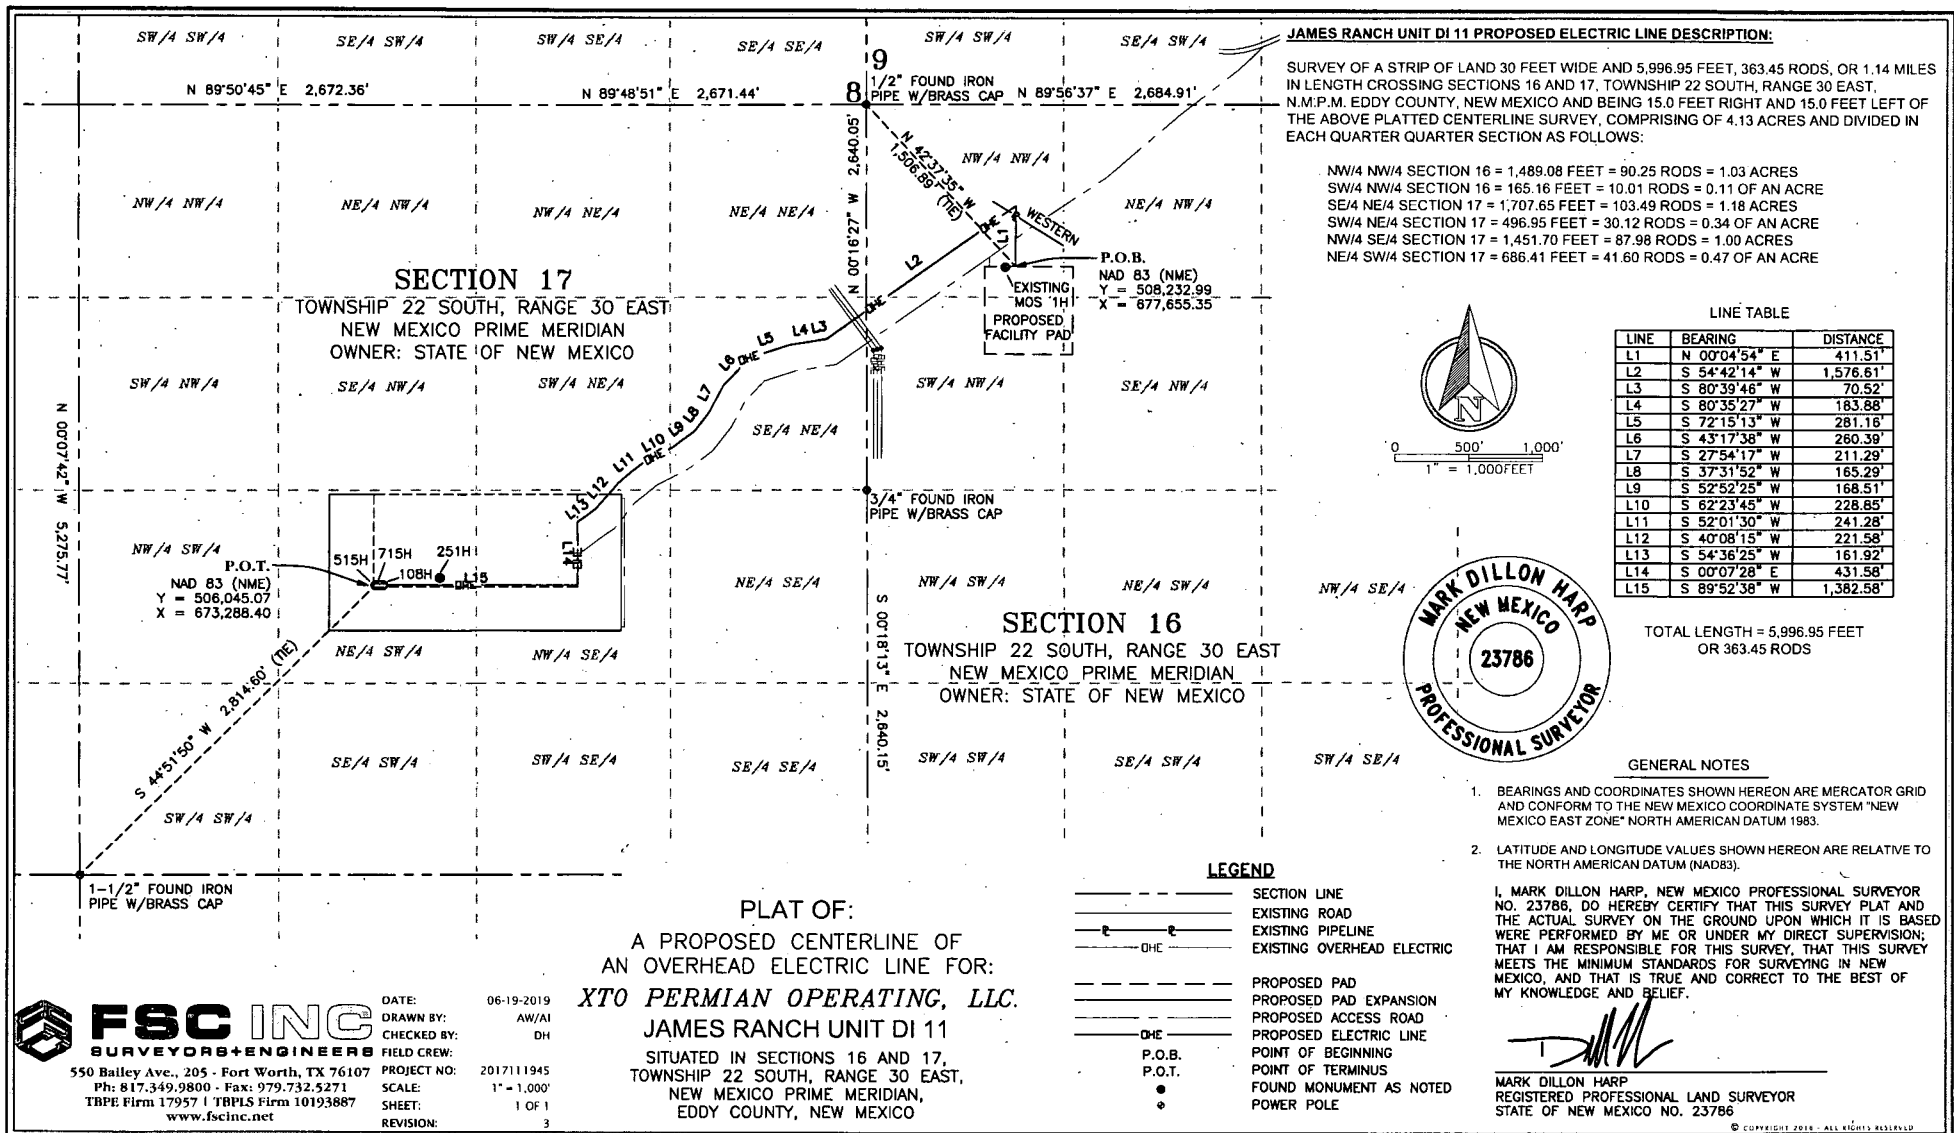 SW/4 SW/4
SE/4 SW/4
SW/4 SE/4
SE/4 SE/4
SW/4 SW/4
SE/4 SW/4
N 89°50'45" E 2,672.36'
N 89°48'51" E 2,671.44'
9
8
1/2" FOUND IRON
PIPE W/BRASS CAP
N 89°56'37" E 2,684.91'
N 42°37'35" W
1,506.89' (TIE)
N 00°16'27" W 2,640.05'
NW/4 NW/4
NW/4 NW/4
NE/4 NW/4
NW/4 NE/4
NE/4 NE/4
NE/4 NW/4
OHE
L1
WESTERN
L2
P.O.B.
NAD 83 (NME)
Y = 508,232.99
X = 677,655.35
EXISTING
MOS 1H
PROPOSED
FACILITY PAD
SECTION 17
TOWNSHIP 22 SOUTH, RANGE 30 EAST
NEW MEXICO PRIME MERIDIAN
OWNER: STATE OF NEW MEXICO
OHE
L3
L4
L5
OHE
L6
L7
L8
L9
L10
OHE
L11
L12
L13
L14
SW/4 NW/4
SE/4 NW/4
SW/4 NE/4
SE/4 NE/4
SW/4 NW/4
SE/4 NW/4
N 00°07'42" W 5,275.77'
3/4" FOUND IRON
PIPE W/BRASS CAP
NW/4 SW/4
P.O.T.
NAD 83 (NME)
Y = 506,045.07
X = 673,288.40
515H
715H
108H
251H
OHE
L15
NE/4 SE/4
NW/4 SW/4
NE/4 SW/4
NW/4 SE/4
NE/4 SW/4
NW/4 SE/4
S 00°18'13" E 2,640.15'
SECTION 16
TOWNSHIP 22 SOUTH, RANGE 30 EAST
NEW MEXICO PRIME MERIDIAN
OWNER: STATE OF NEW MEXICO
S 44°51'50" W 2,814.60' (TIE)
SW/4 SW/4
SE/4 SW/4
SW/4 SE/4
SE/4 SE/4
SW/4 SW/4
SE/4 SW/4
SW/4 SE/4
1-1/2" FOUND IRON
PIPE W/BRASS CAP
JAMES RANCH UNIT DI 11 PROPOSED ELECTRIC LINE DESCRIPTION:
SURVEY OF A STRIP OF LAND 30 FEET WIDE AND 5,996.95 FEET, 363.45 RODS, OR 1.14 MILES
IN LENGTH CROSSING SECTIONS 16 AND 17, TOWNSHIP 22 SOUTH, RANGE 30 EAST,
N.M.P.M. EDDY COUNTY, NEW MEXICO AND BEING 15.0 FEET RIGHT AND 15.0 FEET LEFT OF
THE ABOVE PLATTED CENTERLINE SURVEY, COMPRISING OF 4.13 ACRES AND DIVIDED IN
EACH QUARTER QUARTER SECTION AS FOLLOWS:
NW/4 NW/4 SECTION 16 = 1,489.08 FEET = 90.25 RODS = 1.03 ACRES
SW/4 NW/4 SECTION 16 = 165.16 FEET = 10.01 RODS = 0.11 OF AN ACRE
SE/4 NE/4 SECTION 17 = 1,707.65 FEET = 103.49 RODS = 1.18 ACRES
SW/4 NE/4 SECTION 17 = 496.95 FEET = 30.12 RODS = 0.34 OF AN ACRE
NW/4 SE/4 SECTION 17 = 1,451.70 FEET = 87.98 RODS = 1.00 ACRES
NE/4 SW/4 SECTION 17 = 686.41 FEET = 41.60 RODS = 0.47 OF AN ACRE
N
0 500' 1,000'
1" = 1,000FEET
LINE TABLE
LINE BEARING DISTANCE
L1 N 00°04'54" E 411.51'
L2 S 54°42'14" W 1,576.61'
L3 S 80°39'46" W 70.52'
L4 S 80°35'27" W 183.88'
L5 S 72°15'13" W 281.16'
L6 S 43°17'38" W 260.39'
L7 S 27°54'17" W 211.29'
L8 S 37°31'52" W 165.29'
L9 S 52°52'25" W 168.51'
L10 S 62°23'45" W 228.85'
L11 S 52°01'30" W 241.28'
L12 S 40°08'15" W 221.58'
L13 S 54°36'25" W 161.92'
L14 S 00°07'28" E 431.58'
L15 S 89°52'38" W 1,382.58'
TOTAL LENGTH = 5,996.95 FEET
OR 363.45 RODS
MARK DILLON HARP
NEW MEXICO
23786
PROFESSIONAL SURVEYOR
GENERAL NOTES
1. BEARINGS AND COORDINATES SHOWN HEREON ARE MERCATOR GRID
AND CONFORM TO THE NEW MEXICO COORDINATE SYSTEM "NEW
MEXICO EAST ZONE" NORTH AMERICAN DATUM 1983.
2. LATITUDE AND LONGITUDE VALUES SHOWN HEREON ARE RELATIVE TO
THE NORTH AMERICAN DATUM (NAD83).
I, MARK DILLON HARP, NEW MEXICO PROFESSIONAL SURVEYOR
NO. 23786, DO HEREBY CERTIFY THAT THIS SURVEY PLAT AND
THE ACTUAL SURVEY ON THE GROUND UPON WHICH IT IS BASED
WERE PERFORMED BY ME OR UNDER MY DIRECT SUPERVISION;
THAT I AM RESPONSIBLE FOR THIS SURVEY, THAT THIS SURVEY
MEETS THE MINIMUM STANDARDS FOR SURVEYING IN NEW
MEXICO, AND THAT IS TRUE AND CORRECT TO THE BEST OF
MY KNOWLEDGE AND BELIEF.
MARK DILLON HARP
REGISTERED PROFESSIONAL LAND SURVEYOR
STATE OF NEW MEXICO NO. 23786
LEGEND
SECTION LINE
EXISTING ROAD
EXISTING PIPELINE
OHE EXISTING OVERHEAD ELECTRIC
PROPOSED PAD
PROPOSED PAD EXPANSION
PROPOSED ACCESS ROAD
OHE PROPOSED ELECTRIC LINE
P.O.B. POINT OF BEGINNING
P.O.T. POINT OF TERMINUS
FOUND MONUMENT AS NOTED
POWER POLE
PLAT OF:
A PROPOSED CENTERLINE OF
AN OVERHEAD ELECTRIC LINE FOR:
XTO PERMIAN OPERATING, LLC.
JAMES RANCH UNIT DI 11
SITUATED IN SECTIONS 16 AND 17,
TOWNSHIP 22 SOUTH, RANGE 30 EAST,
NEW MEXICO PRIME MERIDIAN,
EDDY COUNTY, NEW MEXICO
FSC INC
SURVEYORS+ENGINEERS
550 Bailey Ave., 205 - Fort Worth, TX 76107
Ph: 817.349.9800 - Fax: 979.732.5271
TBPE Firm 17957 | TBPLS Firm 10193887
www.fscinc.net
DATE: 06-19-2019
DRAWN BY: AW/AI
CHECKED BY: DH
FIELD CREW:
PROJECT NO: 2017111945
SCALE: 1" = 1,000'
SHEET: 1 OF 1
REVISION: 3
© COPYRIGHT 2018 - ALL RIGHTS RESERVED